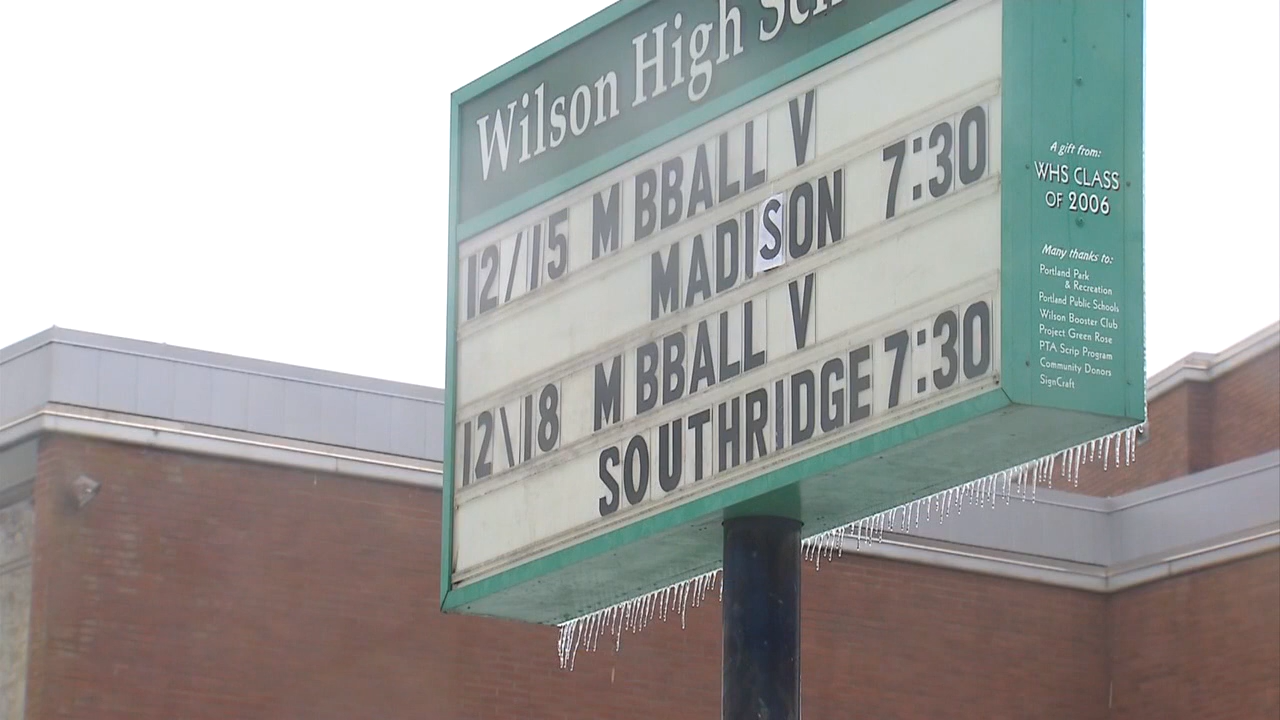 Wilson High Sch
12/15 M BBALL V
MADISON 7:30
12\18 M BBALL V
SOUTHRIDGE 7:30
A gift from:
WHS CLASS
OF 2006
Many thanks to:
Portland Park
& Recreation
Portland Public Schools
Wilson Booster Club
Project Green Rose
PTA Scrip Program
Community Donors
SignCraft